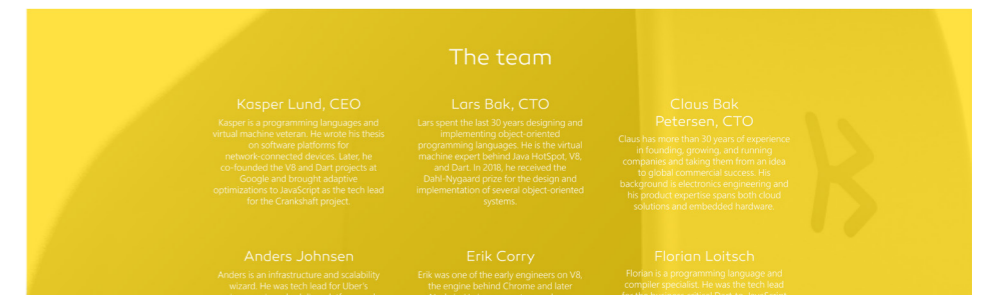 The team
Kasper Lund, CEO
Kasper is a programming languages and
virtual machine veteran. He wrote his thesis
on software platforms for
network-connected devices. Later, he
co-founded the V8 and Dart projects at
Google and brought adaptive
optimizations to JavaScript as the tech lead
for the Crankshaft project.
Lars Bak, CTO
Lars spent the last 30 years designing and
implementing object-oriented
programming languages. He is the virtual
machine expert behind Java HotSpot, V8,
and Dart. In 2018, he received the
Dahl-Nygaard prize for the design and
implementation of several object-oriented
systems.
Claus Bak
Petersen, CTO
Claus has more than 30 years of experience
in founding, growing, and running
companies and taking them from an idea
to global commercial success. His
background is electronics engineering and
his product expertise spans both cloud
solutions and embedded hardware.
Anders Johnsen
Anders is an infrastructure and scalability
wizard. He was tech lead for Uber's
Erik Corry
Erik was one of the early engineers on V8,
the engine behind Chrome and later
Florian Loitsch
Florian is a programming language and
compiler specialist. He was the tech lead